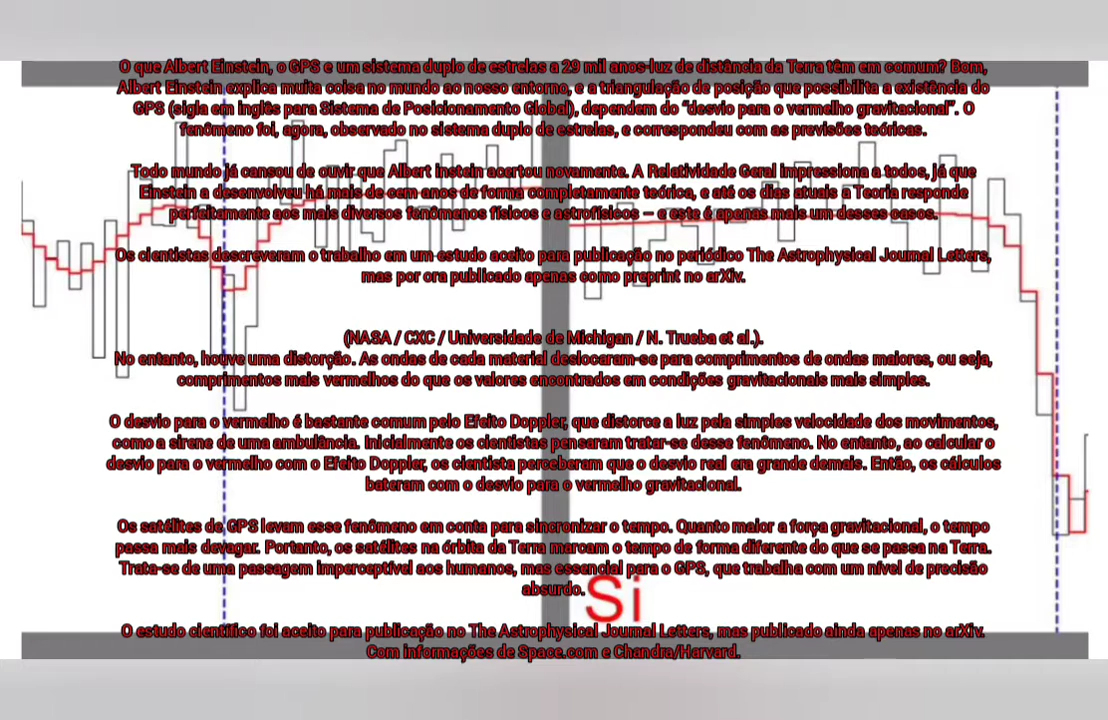 O que Albert Einstein, o GPS e um sistema duplo de estrelas a 29 mil anos-luz de distância da Terra têm em comum? Bom,
Albert Einstein explica muita coisa no mundo ao nosso entorno, e a triangulação de posição que possibilita a existência do
GPS (sigla em inglês para Sistema de Posicionamento Global), dependem do “desvio para o vermelho gravitacional”. O
fenômeno foi, agora, observado no sistema duplo de estrelas, e correspondeu com as previsões teóricas.
Todo mundo já cansou de ouvir que Albert Instein acertou novamente. A Relatividade Geral impressiona a todos, já que
Einstein a desenvolveu há mais de cem anos de forma completamente teórica, e até os dias atuais a Teoria responde
perfeitamente aos mais diversos fenômenos físicos e astrofísicos — e este é apenas mais um desses casos.
Os cientistas descreveram o trabalho em um estudo aceito para publicação no periódico The Astrophysical Journal Letters,
mas por ora publicado apenas como preprint no arXiv.
(NASA / CXC / Universidade de Michigan / N. Trueba et al.).
No entanto, houve uma distorção. As ondas de cada material deslocaram-se para comprimentos de ondas maiores, ou seja,
comprimentos mais vermelhos do que os valores encontrados em condições gravitacionais mais simples.
O desvio para o vermelho é bastante comum pelo Efeito Doppler, que distorce a luz pela simples velocidade dos movimentos,
como a sirene de uma ambulância. Inicialmente os cientistas pensaram tratar-se desse fenômeno. No entanto, ao calcular o
desvio para o vermelho com o Efeito Doppler, os cientista perceberam que o desvio real era grande demais. Então, os cálculos
bateram com o desvio para o vermelho gravitacional.
Os satélites de GPS levam esse fenômeno em conta para sincronizar o tempo. Quanto maior a força gravitacional, o tempo
passa mais devagar. Portanto, os satélites na órbita da Terra marcam o tempo de forma diferente do que se passa na Terra.
Trata-se de uma passagem imperceptível aos humanos, mas essencial para o GPS, que trabalha com um nível de precisão
absurdo.
Si
O estudo científico foi aceito para publicação no The Astrophysical Journal Letters, mas publicado ainda apenas no arXiv.
Com informações de Space.com e Chandra/Harvard.